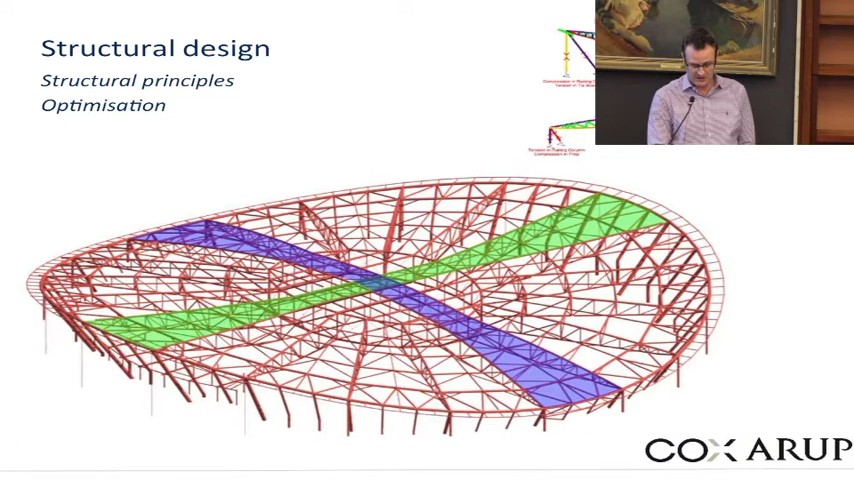 Structural design
Structural principles
Optimisation
COX ARUP